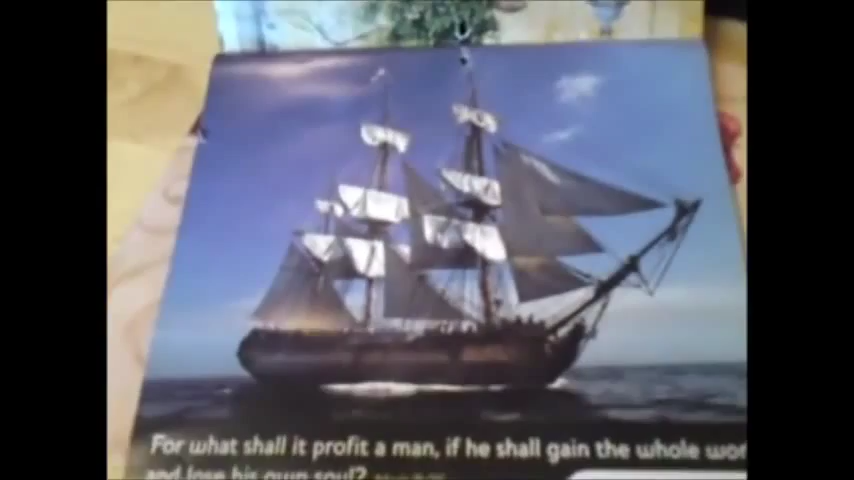 For what shall it profit a man, if he shall gain the whole wor
and lose his own soul?